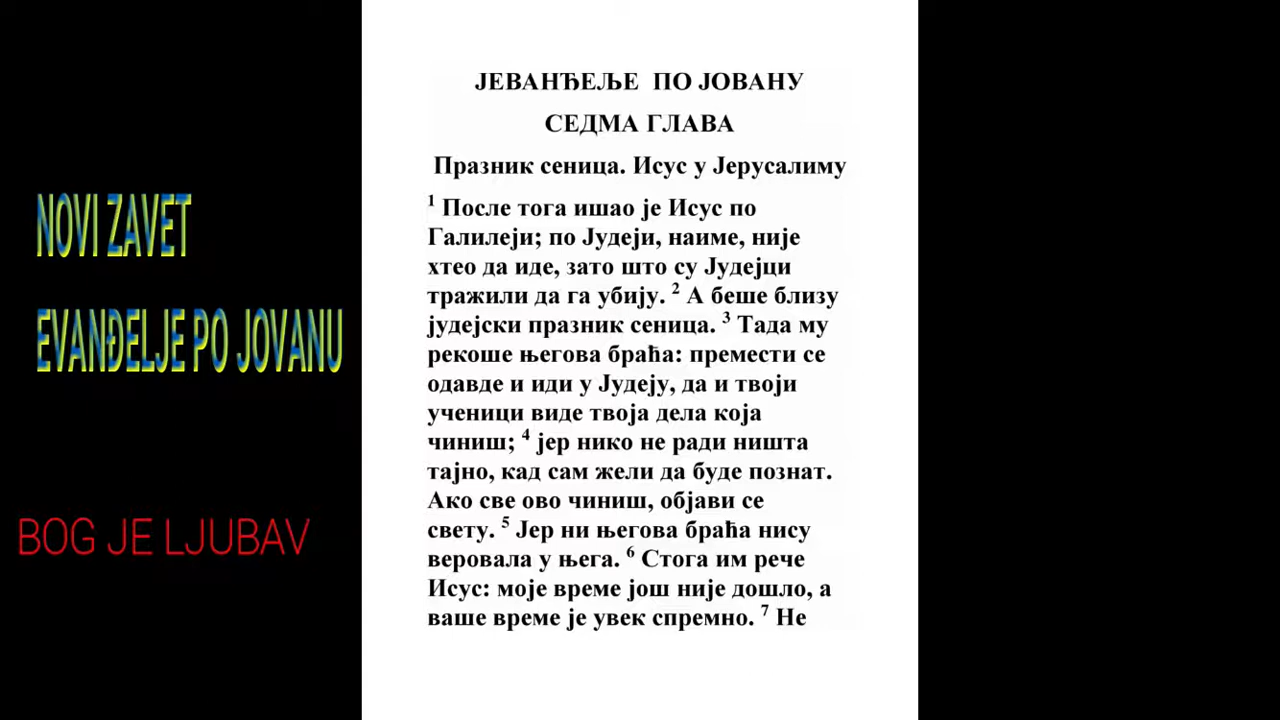 NOVI ZAVET
EVANĐELJE PO JOVANU
BOG JE LJUBAV
ЈЕВАНЂЕЉЕ ПО ЈОВАНУ
СЕДМА ГЛАВА
Празник сеница. Исус у Јерусалиму
1 После тога ишао је Исус по
Галилеји; по Јудеји, наиме, није
хтео да иде, зато што су Јудејци
тражили да га убију. 2 А беше близу
јудејски празник сеница. 3 Тада му
рекоше његова браћа: премести се
одавде и иди у Јудеју, да и твоји
ученици виде твоја дела која
чиниш; 4 јер нико не ради ништа
тајно, кад сам жели да буде познат.
Ако све ово чиниш, објави се
свету. 5 Јер ни његова браћа нису
веровала у њега. 6 Стога им рече
Исус: моје време још није дошло, а
ваше време је увек спремно. 7 Не